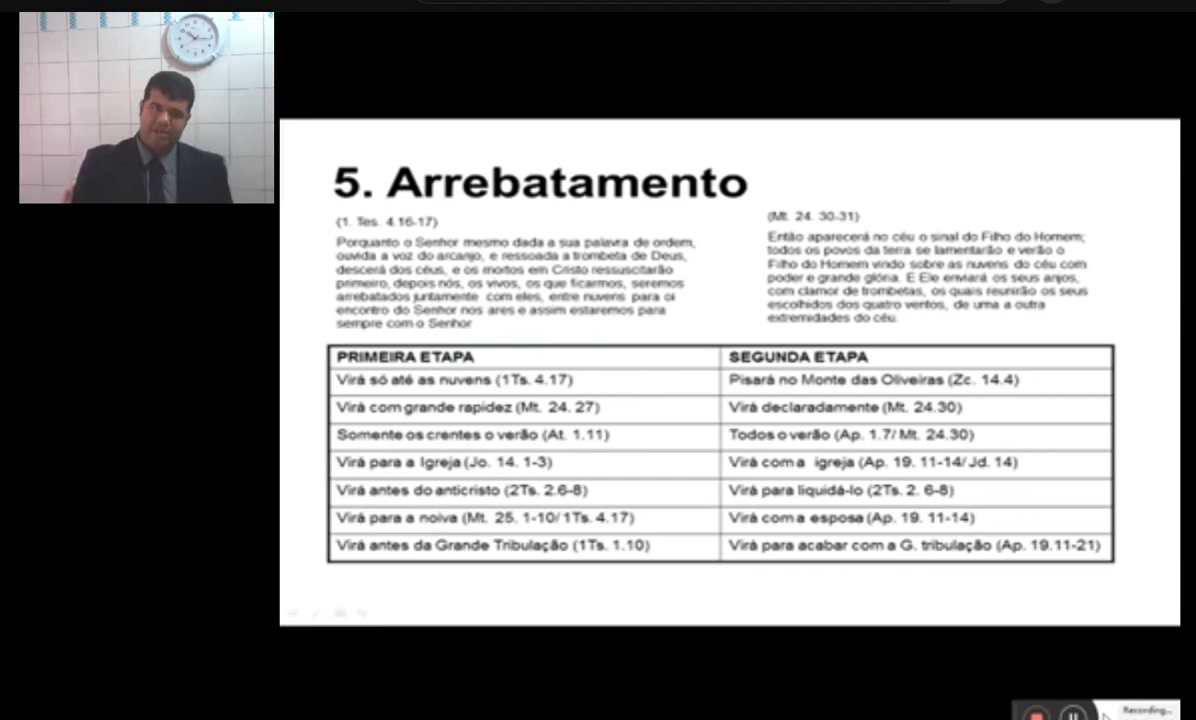 5. Arrebatamento
(1. Tes. 4.16-17)
Porquanto o Senhor mesmo dada a sua palavra de ordem,
ouvida a voz do arcanjo, e ressoada a trombeta de Deus,
descerá dos céus, e os mortos em Cristo ressuscitarão
primeiro, depois nós, os vivos, os que ficarmos, seremos
arrebatados juntamente com eles, entre nuvens para oi
encontro do Senhor nos ares e assim estaremos para
sempre com o Senhor
(Mt. 24. 30-31)
Então aparecerá no céu o sinal do Filho do Homem;
todos os povos da terra se lamentarão e verão o
Filho do Homem vindo sobre as nuvens do céu com
poder e grande glória. E Ele enviará os seus anjos,
com clamor de trombetas, os quais reunirão os seus
escolhidos dos quatro ventos, de uma a outra
extremidades do céu.
PRIMEIRA ETAPA SEGUNDA ETAPA
Virá só até as nuvens (1Ts. 4.17) Pisará no Monte das Oliveiras (Zc. 14.4)
Virá com grande rapidez (Mt. 24. 27) Virá declaradamente (Mt. 24.30)
Somente os crentes o verão (At. 1.11) Todos o verão (Ap. 1.7/ Mt. 24.30)
Virá para a Igreja (Jo. 14. 1-3) Virá com a igreja (Ap. 19. 11-14/ Jd. 14)
Virá antes do anticristo (2Ts. 2.6-8) Virá para liquidá-lo (2Ts. 2. 6-8)
Virá para a noiva (Mt. 25. 1-10/ 1Ts. 4.17) Virá com a esposa (Ap. 19. 11-14)
Virá antes da Grande Tribulação (1Ts. 1.10) Virá para acabar com a G. tribulação (Ap. 19.11-21)
Recording...